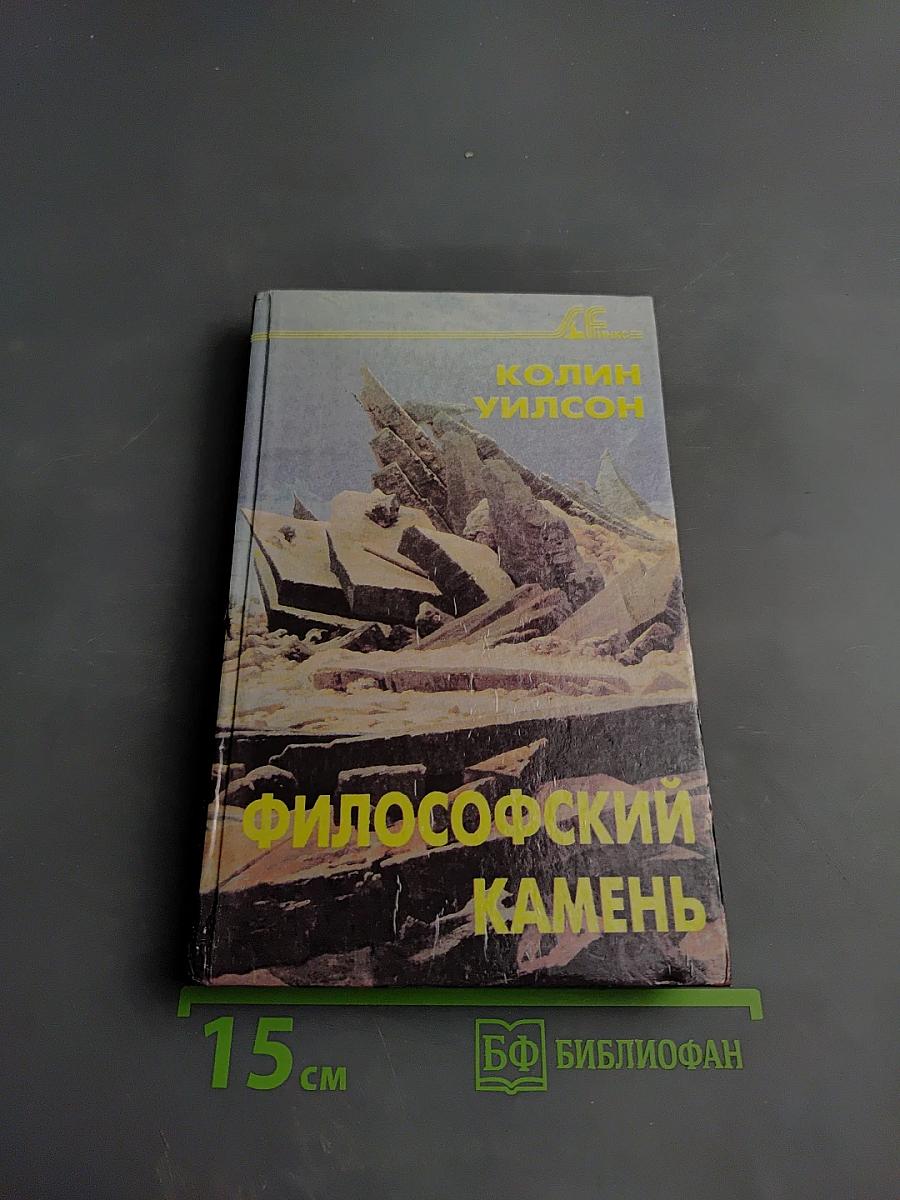 КОЛИН
УИЛСОН
ФИЛОСОФСКИЙ
КАМЕНЬ
15 см
БФ БИБЛИОФАН